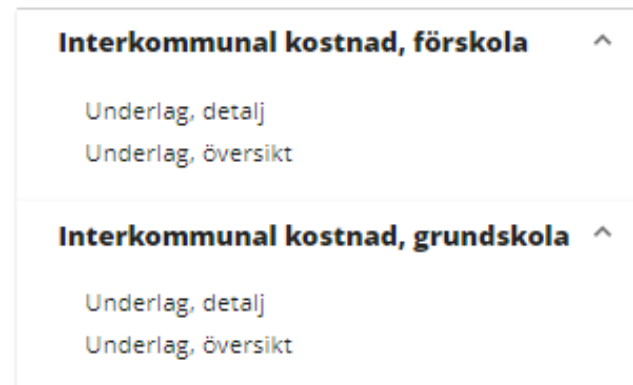 Interkommunal kostnad, förskola
Underlag, detalj
Underlag, översikt
Interkommunal kostnad, grundskola
Underlag, detalj
Underlag, översikt